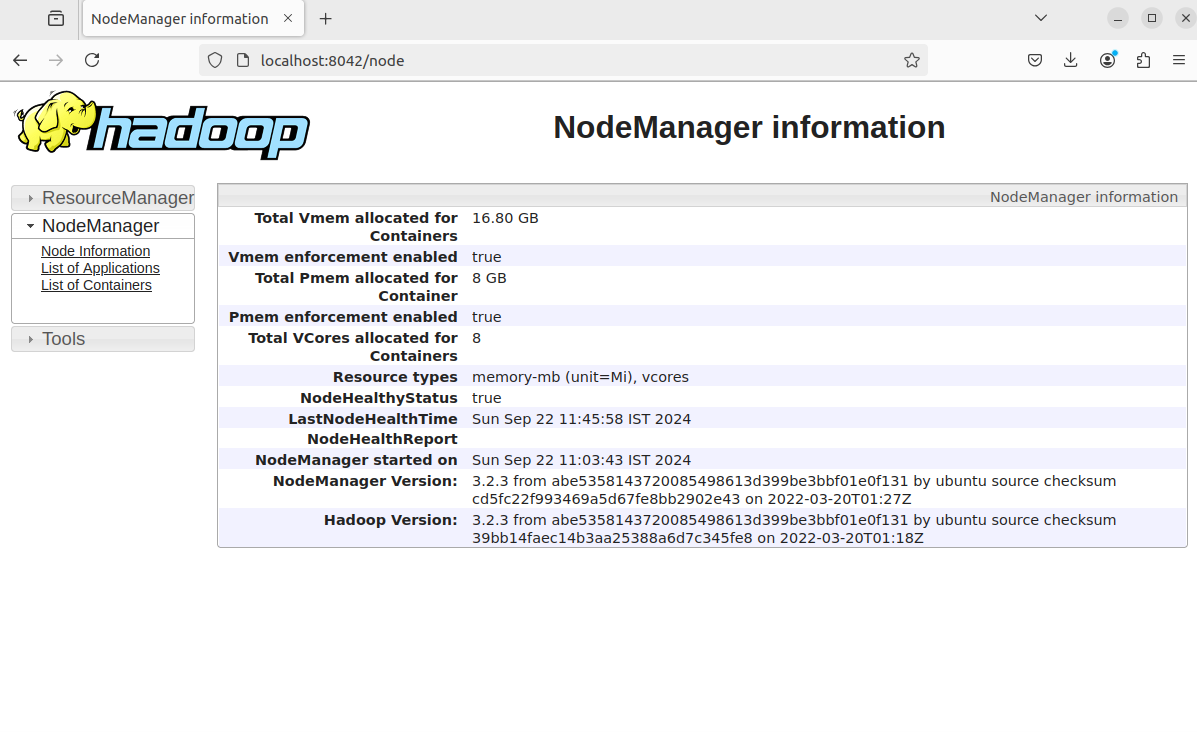 NodeManager information
localhost:8042/node
hadoop
NodeManager information
ResourceManager
NodeManager
Node Information
List of Applications
List of Containers
Tools
NodeManager information
Total Vmem allocated for Containers 16.80 GB
Vmem enforcement enabled true
Total Pmem allocated for Container 8 GB
Pmem enforcement enabled true
Total VCores allocated for Containers 8
Resource types memory-mb (unit=Mi), vcores
NodeHealthyStatus true
LastNodeHealthTime Sun Sep 22 11:45:58 IST 2024
NodeHealthReport
NodeManager started on Sun Sep 22 11:03:43 IST 2024
NodeManager Version: 3.2.3 from abe5358143720085498613d399be3bbf01e0f131 by ubuntu source checksum
cd5fc22f993469a5d67fe8bb2902e43 on 2022-03-20T01:27Z
Hadoop Version: 3.2.3 from abe5358143720085498613d399be3bbf01e0f131 by ubuntu source checksum
39bb14faec14b3aa25388a6d7c345fe8 on 2022-03-20T01:18Z